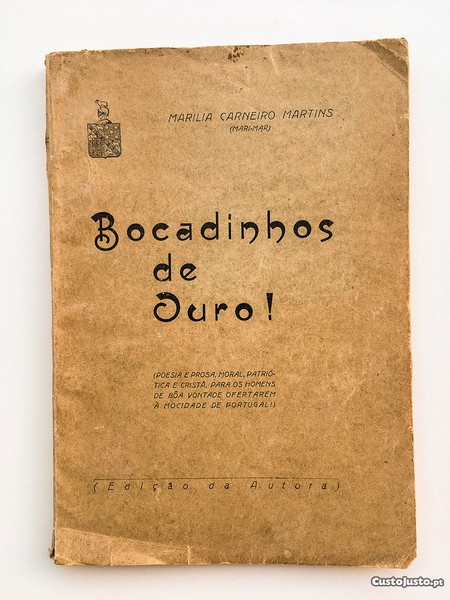 MARILIA CARNEIRO MARTINS
(MARI-MAR)
Bocadinhos
de
Ouro!
(POESIA E PROSA, MORAL, PATRIÓ-
TICA E CRISTÃ, PARA OS HOMENS
DE BÔA VONTADE OFERTAREM
À MOCIDADE DE PORTUGAL!)
(Edição da Autora)
CustoJusto.pt